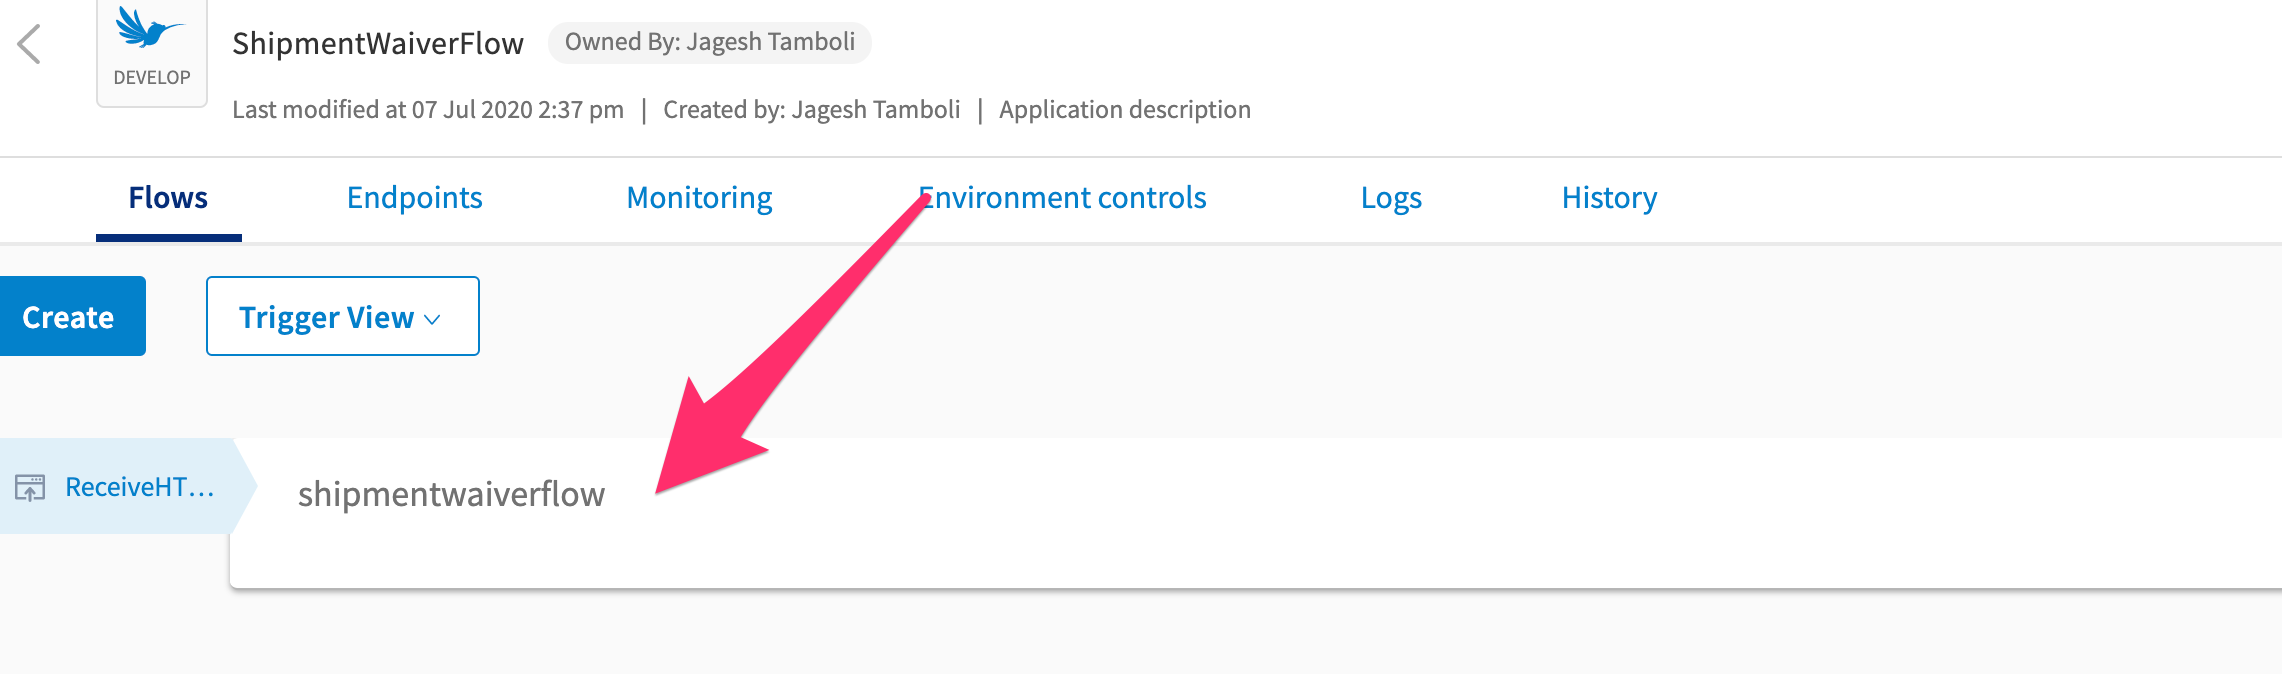 ShipmentWaiverFlow Owned By: Jagesh Tamboli
DEVELOP
Last modified at 07 Jul 2020 2:37 pm | Created by: Jagesh Tamboli | Application description
Flows Endpoints Monitoring Environment controls Logs History
Create Trigger View
ReceiveHT... shipmentwaiverflow